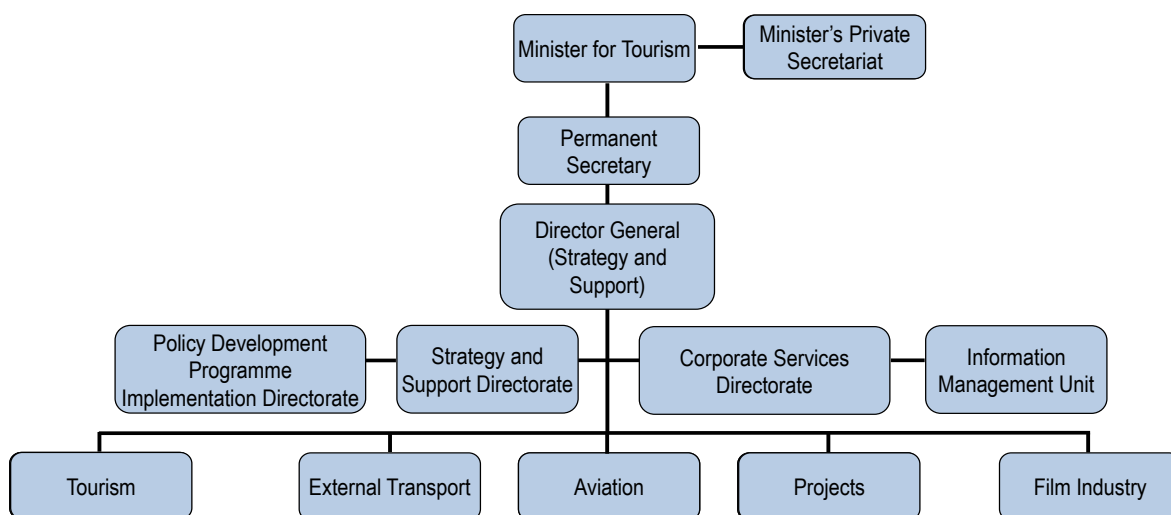 Minister for Tourism
Minister’s Private
Secretariat
Permanent
Secretary
Director General
(Strategy and
Support)
Policy Development
Programme
Implementation Directorate
Strategy and
Support Directorate
Corporate Services
Directorate
Information
Management Unit
Tourism
External Transport
Aviation
Projects
Film Industry